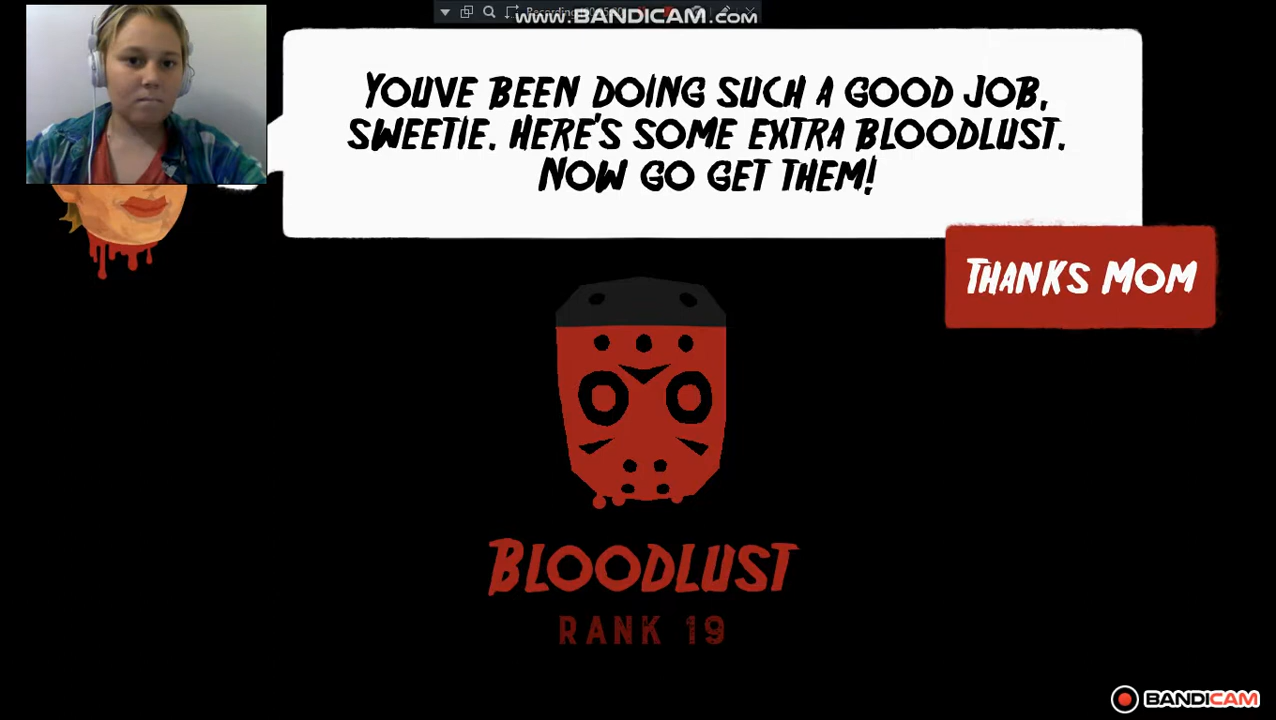 www.BANDICAM.com
YOUVE BEEN DOING SUCH A GOOD JOB,
SWEETIE. HERE'S SOME EXTRA BLOODLUST.
NOW GO GET THEM!
THANKS MOM
BLOODLUST
RANK 19
BANDICAM